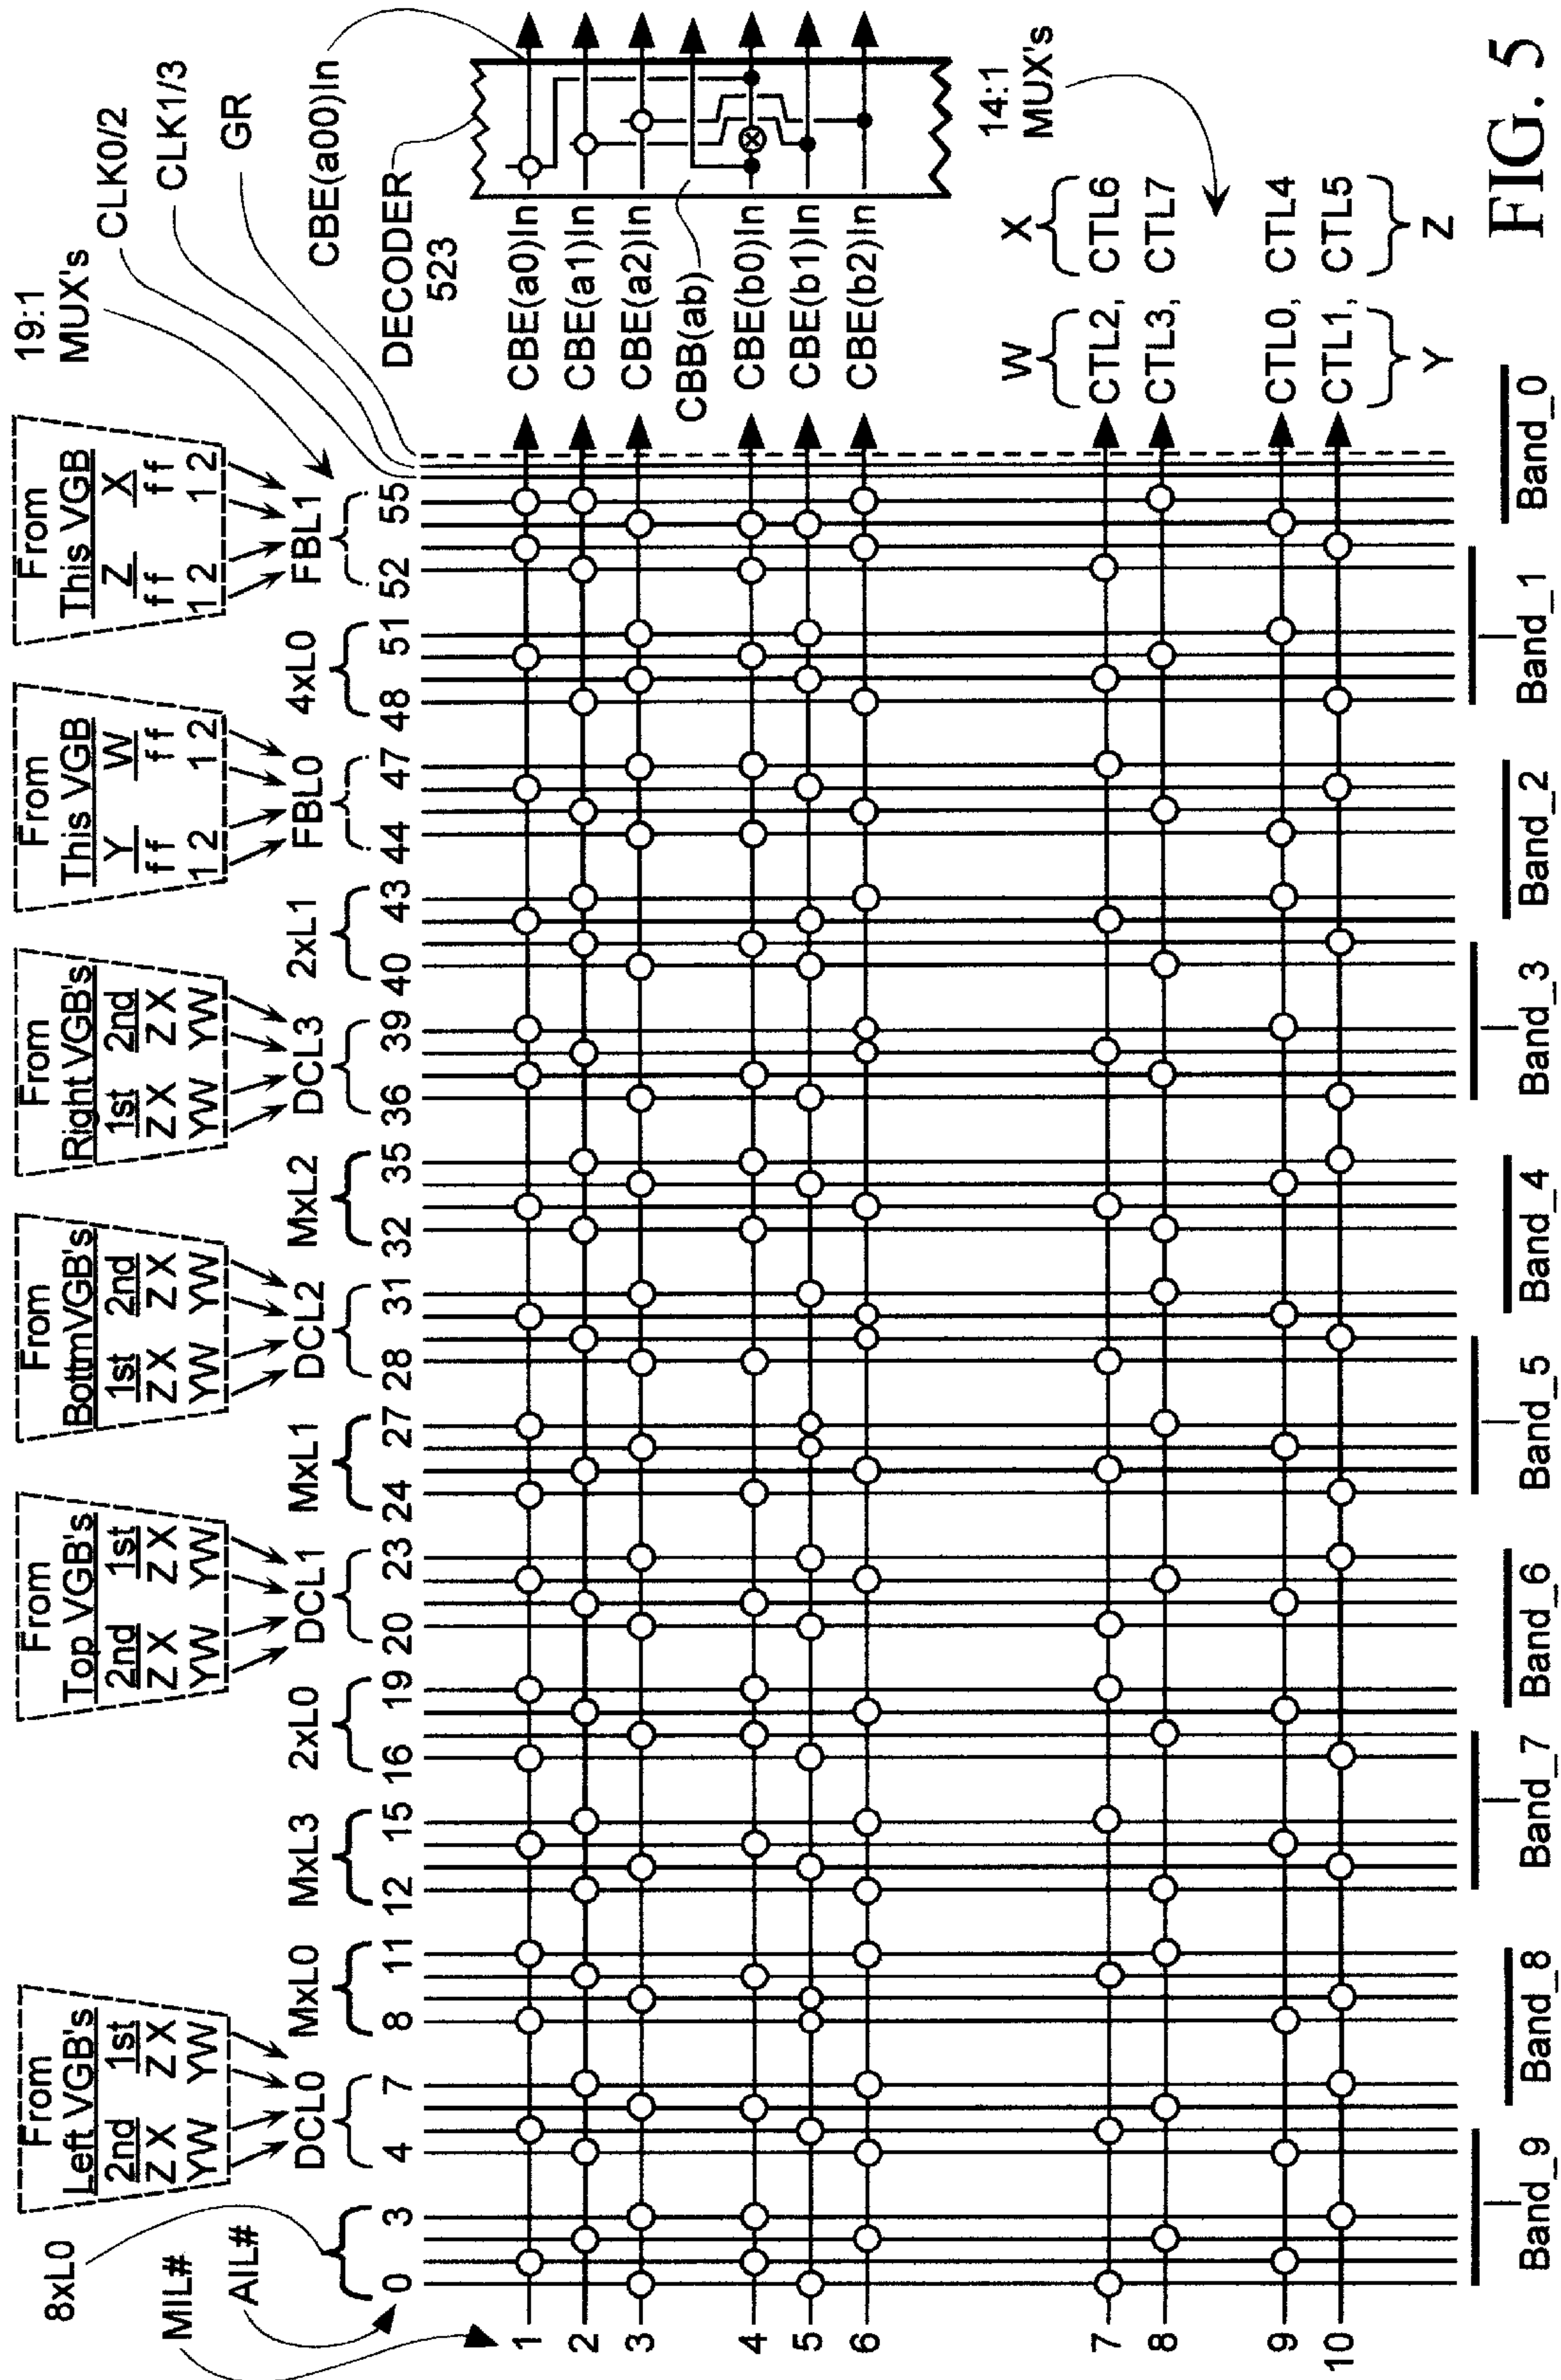 8xL0
MIL#
AIL#
From
Left VGB's
2nd 1st
ZX ZX
YW YW
From
Top VGB's
2nd 1st
ZX ZX
YW YW
From
BottmVGB's
1st 2nd
ZX ZX
YW YW
From
Right VGB's
1st 2nd
ZX ZX
YW YW
From
This VGB
Y W
ff ff
12 12
From
This VGB
Z X
ff ff
12 12
19:1
MUX's
CLK0/2
CLK1/3
GR
CBE(a00)In
DCL0 MxL0 MxL3 2xL0 DCL1 MxL1 DCL2 MxL2 DCL3 2xL1 FBL0 4xL0 FBL1
0 3 4 7 8 11 12 15 16 19 20 23 24 27 28 31 32 35 36 39 40 43 44 47 48 51 52 55
DECODER
523
1 CBE(a0)In
2 CBE(a1)In
3 CBE(a2)In
CBB(ab)
4 CBE(b0)In
5 CBE(b1)In
6 CBE(b2)In
14:1
MUX's
W X
7 CTL2, CTL6
8 CTL3, CTL7
9 CTL0, CTL4
10 CTL1, CTL5
Y Z
Band_9 Band_8 Band_7 Band_6 Band_5 Band_4 Band_3 Band_2 Band_1 Band_0
FIG. 5